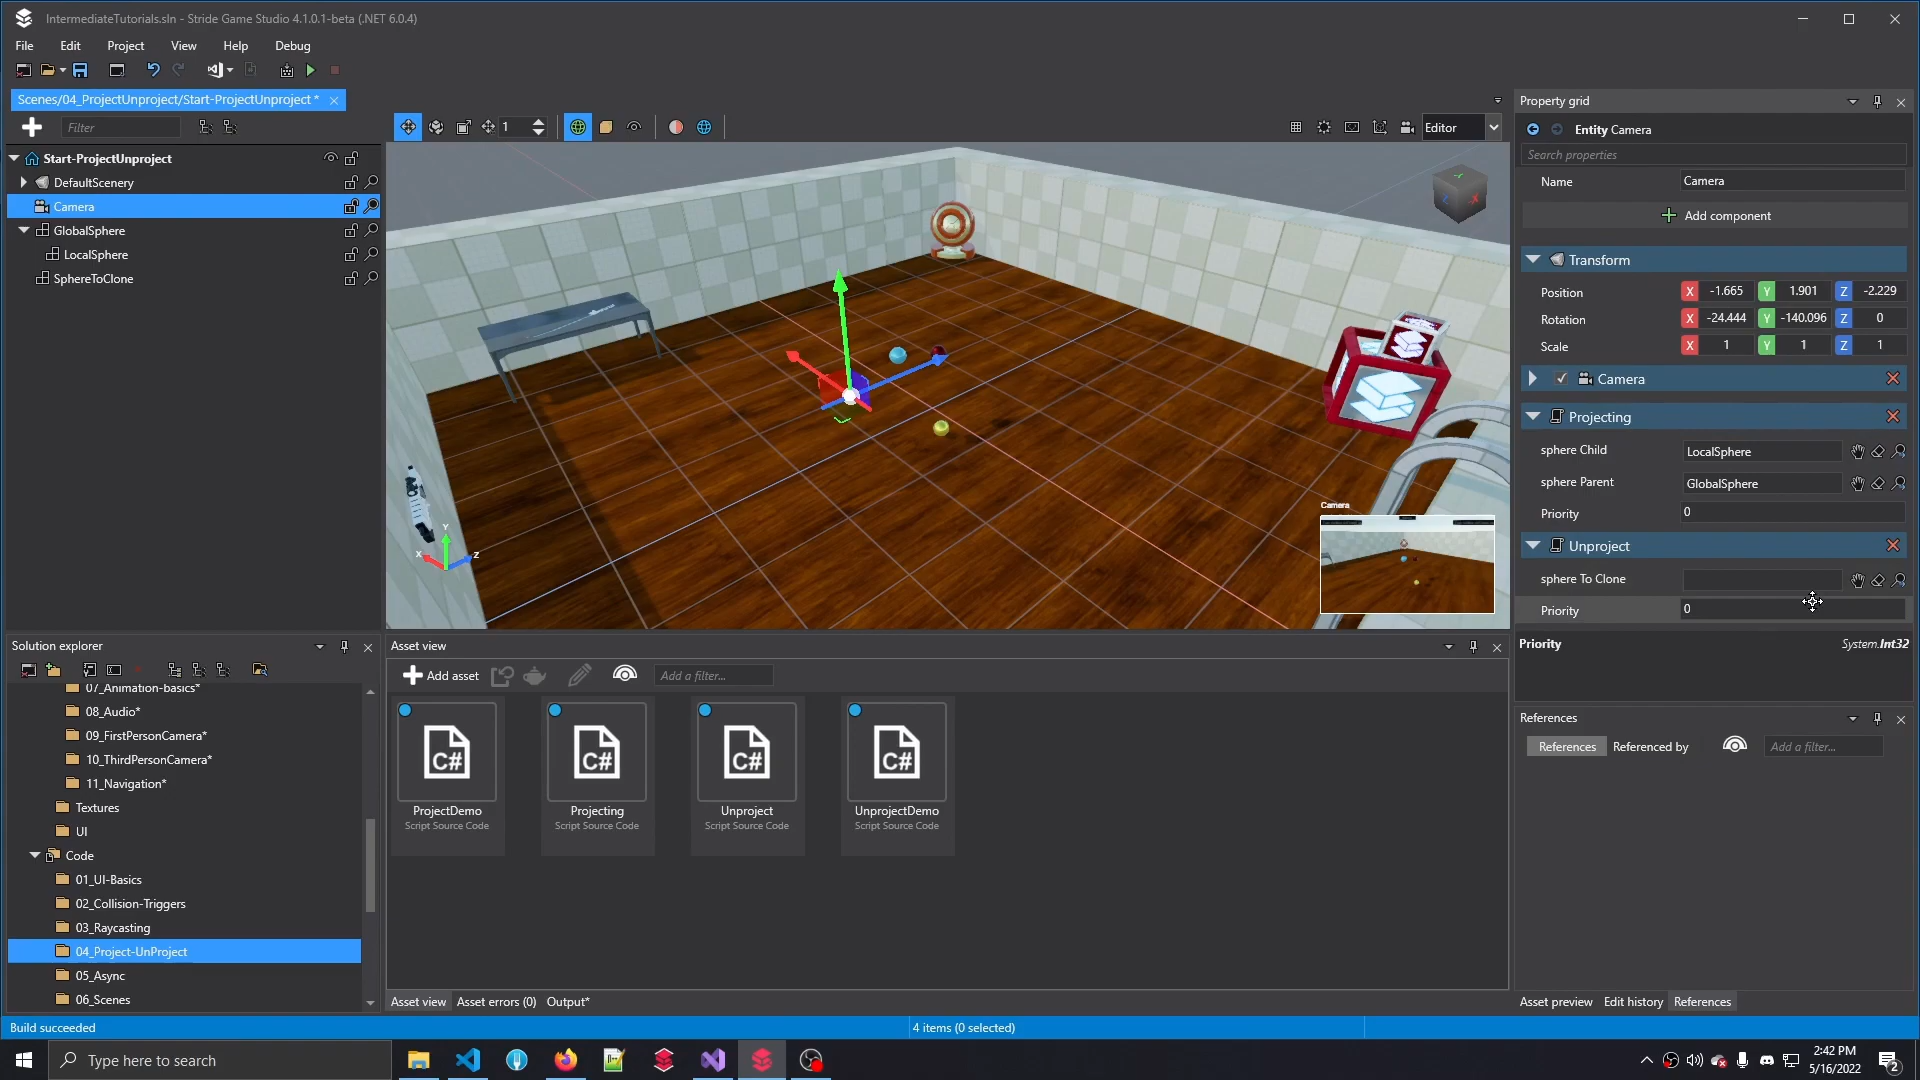 IntermediateTutorials.sln - Stride Game Studio 4.1.0.1-beta (.NET 6.0.4)
File Edit Project View Help Debug
Scenes/04_ProjectUnproject/Start-ProjectUnproject *
Property grid
Filter
1
Editor
Entity Camera
Search properties
Start-ProjectUnproject
DefaultScenery
Camera
GlobalSphere
LocalSphere
SphereToClone
Name Camera
Add component
Transform
Position X -1.665 Y 1.901 Z -2.229
Rotation X -24.444 Y -140.096 Z 0
Scale X 1 Y 1 Z 1
Camera
Projecting
sphere Child LocalSphere
sphere Parent GlobalSphere
Priority 0
Unproject
sphere To Clone
Priority 0
Priority System.Int32
Camera
Y
X
Z
Solution explorer
07_Animation-basics*
08_Audio*
09_FirstPersonCamera*
10_ThirdPersonCamera*
11_Navigation*
Textures
UI
Code
01_UI-Basics
02_Collision-Triggers
03_Raycasting
04_Project-UnProject
05_Async
06_Scenes
Asset view
Add asset
Add a filter...
C# C# C# C#
ProjectDemo Projecting Unproject UnprojectDemo
Script Source Code Script Source Code Script Source Code Script Source Code
Asset view Asset errors (0) Output*
References
References Referenced by Add a filter...
Asset preview Edit history References
Build succeeded
4 items (0 selected)
Type here to search
2:42 PM
5/16/2022
2